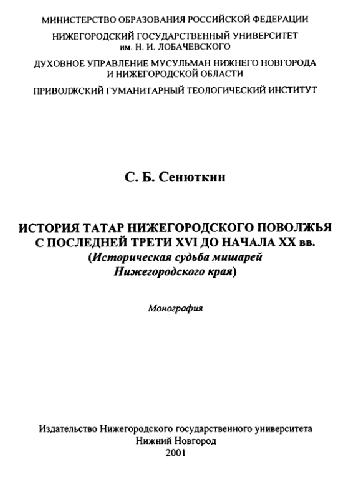 МИНИСТЕРСТВО ОБРАЗОВАНИЯ РОССИЙСКОЙ ФЕДЕРАЦИИ
НИЖЕГОРОДСКИЙ ГОСУДАРСТВЕННЫЙ УНИВЕРСИТЕТ
им. Н. И. ЛОБАЧЕВСКОГО
ДУХОВНОЕ УПРАВЛЕНИЕ МУСУЛЬМАН НИЖНЕГО НОВГОРОДА
И НИЖЕГОРОДСКОЙ ОБЛАСТИ
ПРИВОЛЖСКИЙ ГУМАНИТАРНЫЙ ТЕОЛОГИЧЕСКИЙ ИНСТИТУТ
С. Б. Сенюткин
ИСТОРИЯ ТАТАР НИЖЕГОРОДСКОГО ПОВОЛЖЬЯ
С ПОСЛЕДНЕЙ ТРЕТИ XVI ДО НАЧАЛА XX вв.
(Историческая судьба мишарей
Нижегородского края)
Монография
Издательство Нижегородского государственного университета
Нижний Новгород
2001